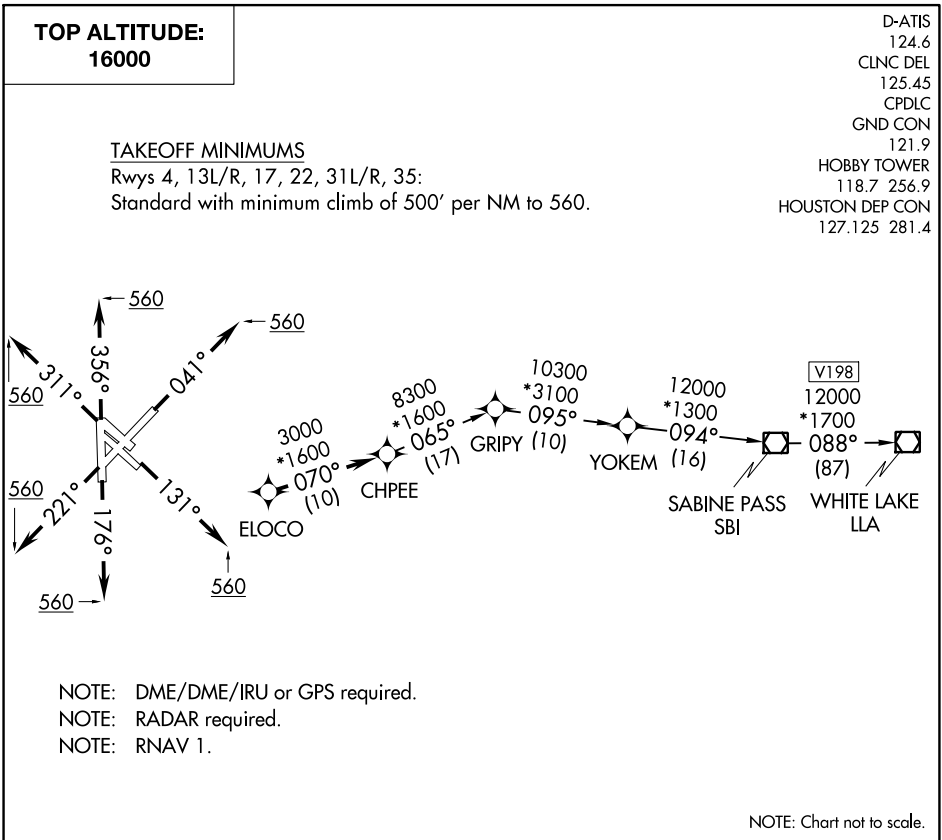 TOP ALTITUDE:
16000
D-ATIS
124.6
CLNC DEL
125.45
CPDLC
GND CON
121.9
HOBBY TOWER
118.7 256.9
HOUSTON DEP CON
127.125 281.4
TAKEOFF MINIMUMS
Rwys 4, 13L/R, 17, 22, 31L/R, 35:
Standard with minimum climb of 500' per NM to 560.
560
356°
560
041°
560
311°
560
221°
560
176°
560
131°
ELOCO
3000
*1600
070°
(10)
CHPEE
8300
*1600
065°
(17)
GRIPY
10300
*3100
095°
(10)
YOKEM
12000
*1300
094°
(16)
SABINE PASS
SBI
V198
12000
*1700
088°
(87)
WHITE LAKE
LLA
NOTE: DME/DME/IRU or GPS required.
NOTE: RADAR required.
NOTE: RNAV 1.
NOTE: Chart not to scale.